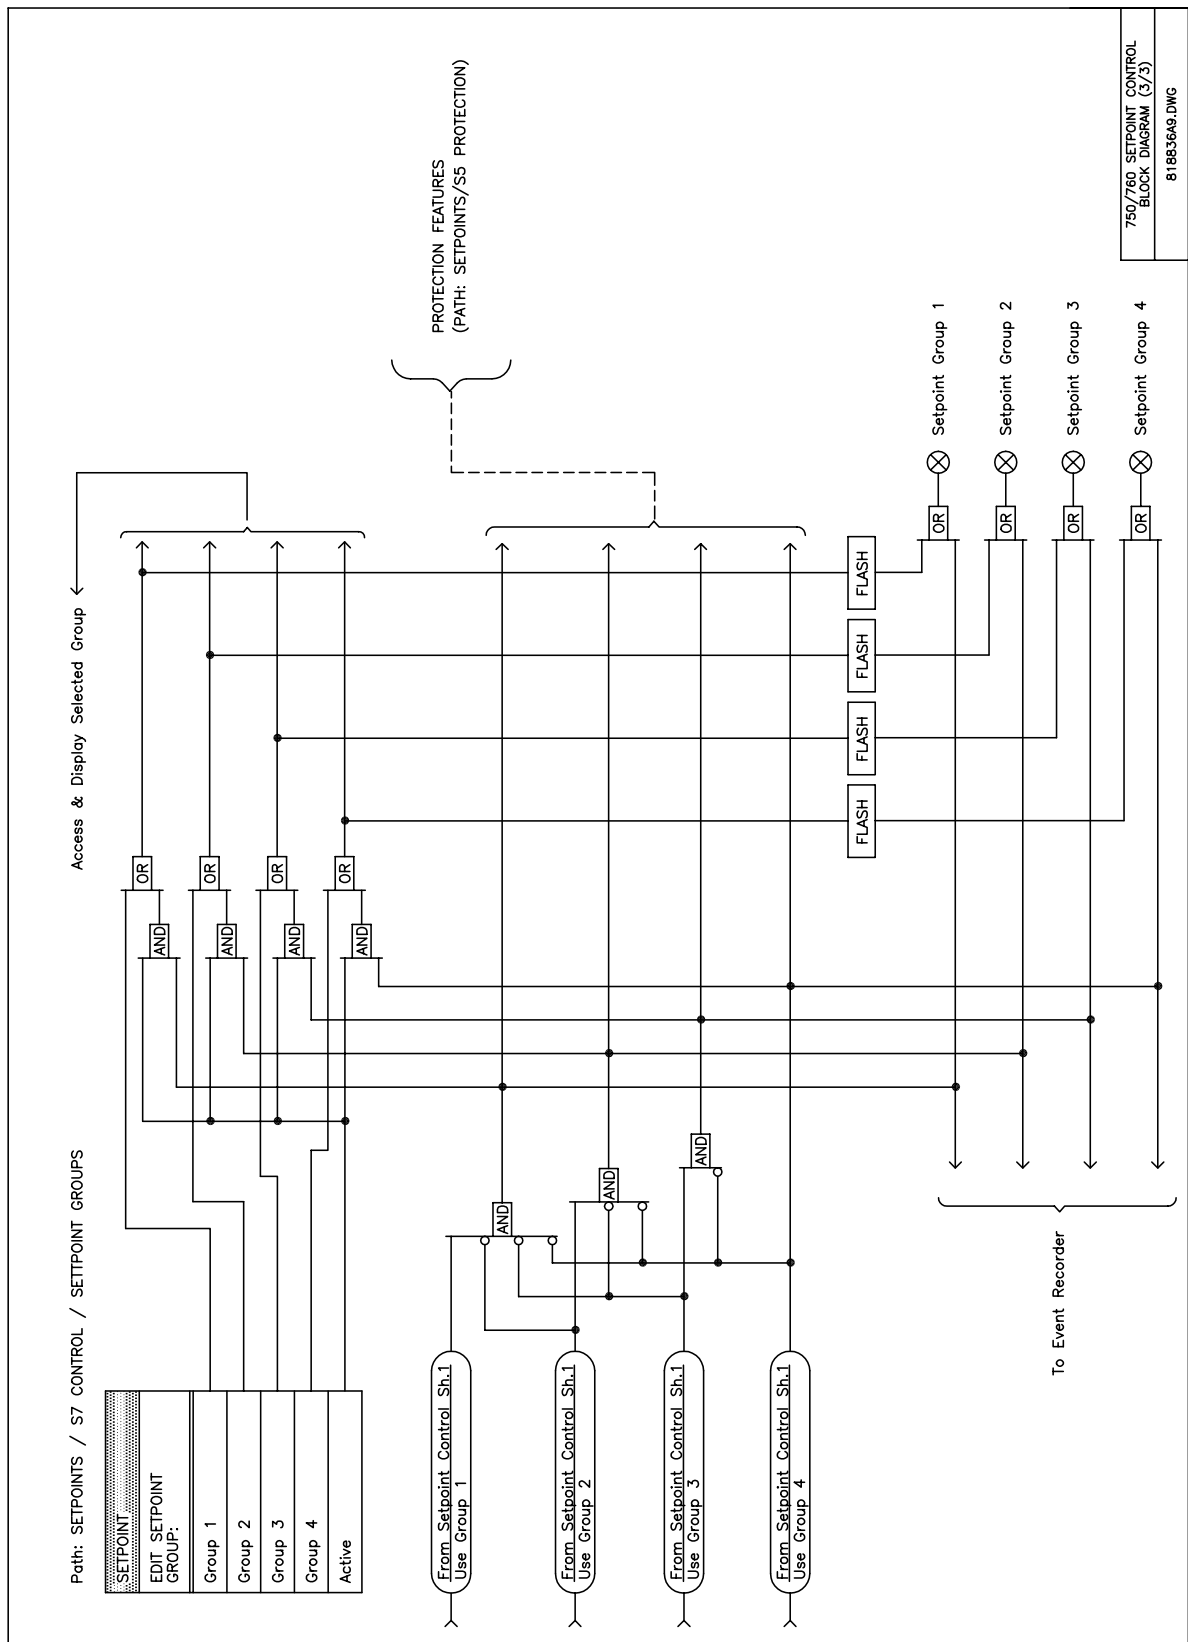 Path: SETPOINTS / S7 CONTROL / SETTPOINT GROUPS
SETPOINT
EDIT SETPOINT
GROUP:
Group 1
Group 2
Group 3
Group 4
Active
AND
AND
AND
AND
OR
OR
OR
OR
Access & Display Selected Group
From Setpoint Control Sh.1
Use Group 1
From Setpoint Control Sh.1
Use Group 2
From Setpoint Control Sh.1
Use Group 3
From Setpoint Control Sh.1
Use Group 4
AND
AND
AND
PROTECTION FEATURES
(PATH: SETPOINTS/S5 PROTECTION)
FLASH
FLASH
FLASH
FLASH
OR
OR
OR
OR
Setpoint Group 1
Setpoint Group 2
Setpoint Group 3
Setpoint Group 4
To Event Recorder
750/760 SETPOINT CONTROL
BLOCK DIAGRAM (3/3)
818836A9.DWG